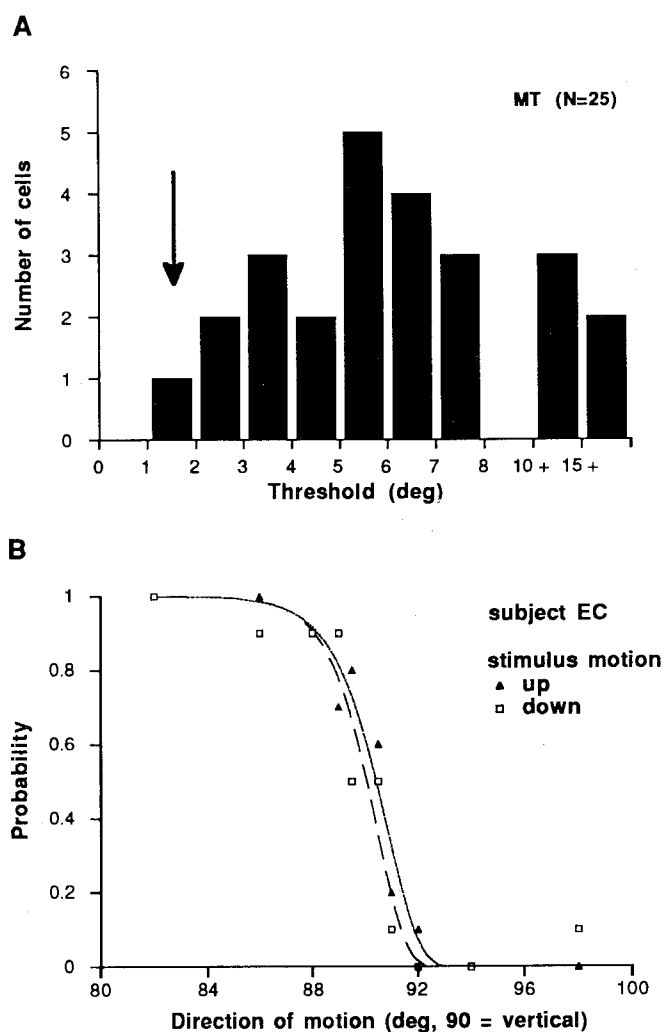 A
6
MT (N=25)
5
4
3
2
1
0
Number of cells
0 1 2 3 4 5 6 7 8 10 + 15 +
Threshold (deg)
B
1
0.8
0.6
0.4
0.2
0
Probability
subject EC
stimulus motion
up
down
80 84 88 92 96 100
Direction of motion (deg, 90 = vertical)